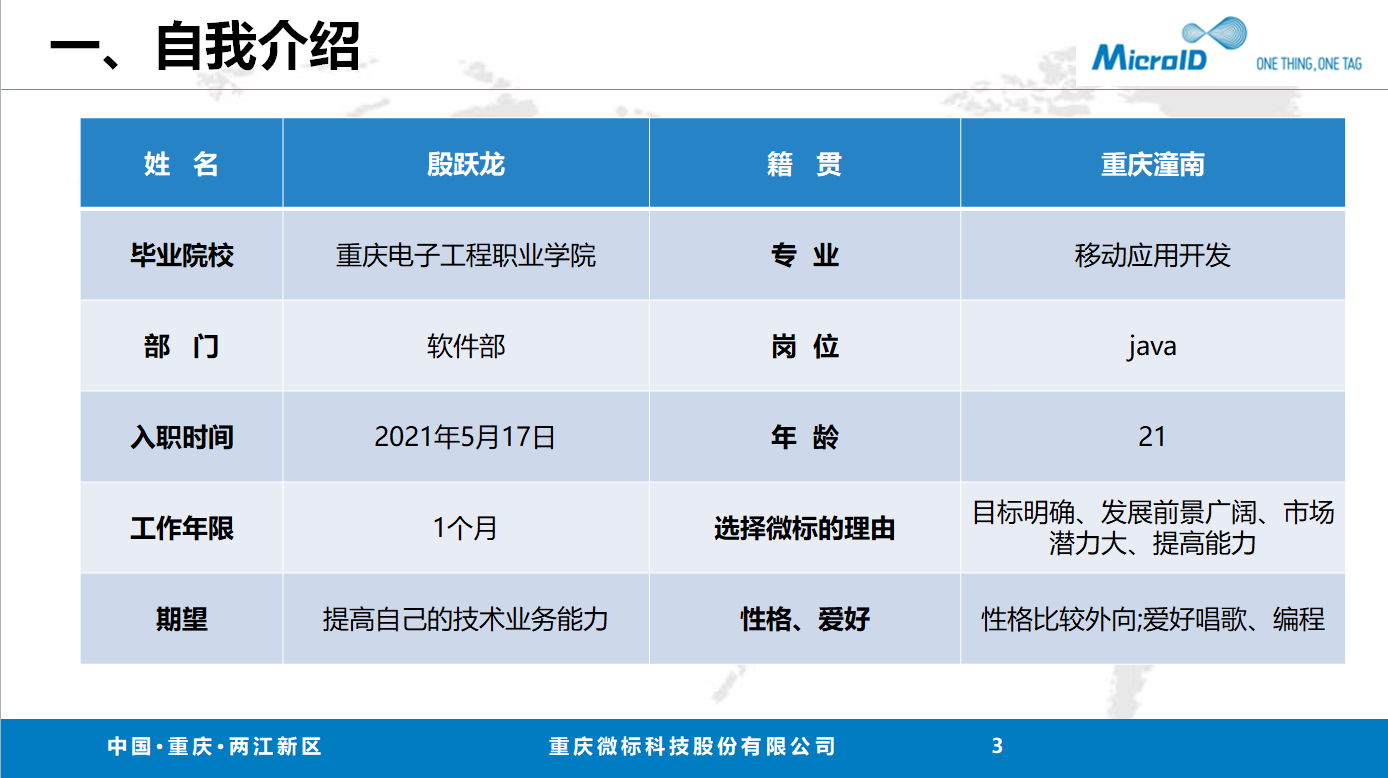 一、自我介绍
MicroID ONE THING, ONE TAG
姓 名 殷跃龙 籍 贯 重庆潼南
毕业院校 重庆电子工程职业学院 专 业 移动应用开发
部 门 软件部 岗 位 java
入职时间 2021年5月17日 年 龄 21
工作年限 1个月 选择微标的理由 目标明确、发展前景广阔、市场
潜力大、提高能力
期望 提高自己的技术业务能力 性格、爱好 性格比较外向;爱好唱歌、编程
中国·重庆·两江新区 重庆微标科技股份有限公司 3